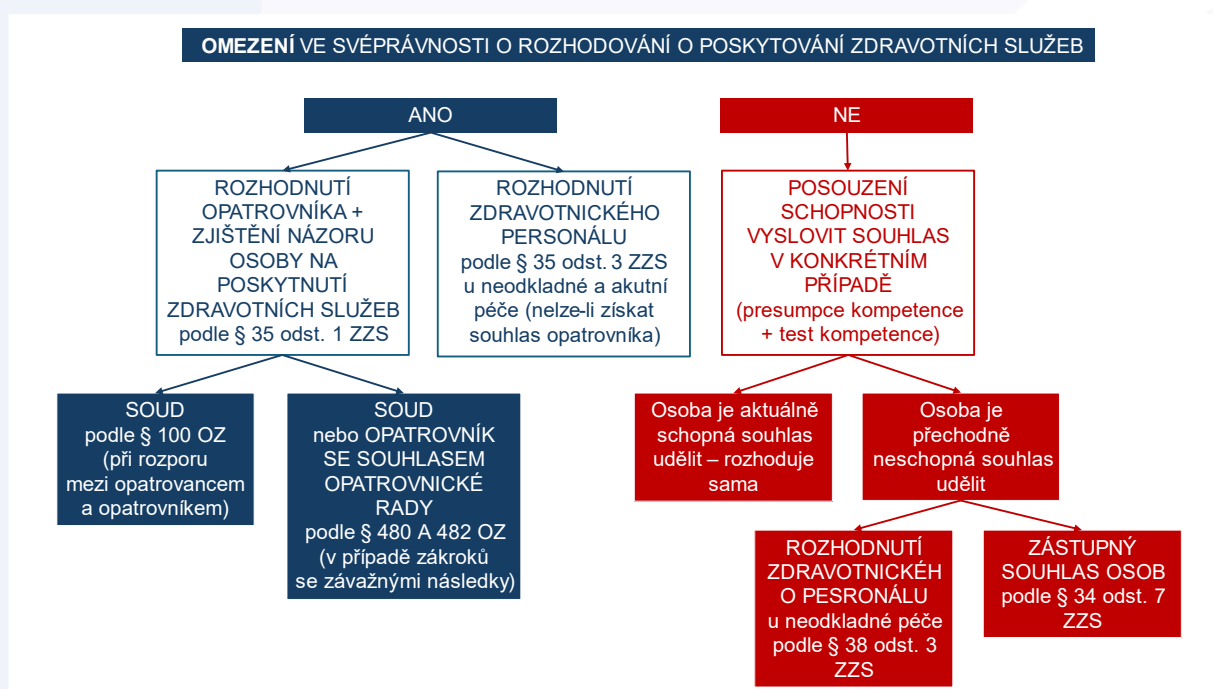 OMEZENÍ VE SVÉPRÁVNOSTI O ROZHODOVÁNÍ O POSKYTOVÁNÍ ZDRAVOTNÍCH SLUŽEB
ANO
NE
ROZHODNUTÍ
OPATROVNÍKA +
ZJIŠTĚNÍ NÁZORU
OSOBY NA
POSKYTNUTÍ
ZDRAVOTNÍCH SLUŽEB
podle § 35 odst. 1 ZZS
ROZHODNUTÍ
ZDRAVOTNICKÉHO
PERSONÁLU
podle § 35 odst. 3 ZZS
u neodkladné a akutní
péče (nelze-li získat
souhlas opatrovníka)
POSOUZENÍ
SCHOPNOSTI
VYSLOVIT SOUHLAS
V KONKRÉTNÍM
PŘÍPADĚ
(presumpce kompetence
+ test kompetence)
SOUD
podle § 100 OZ
(při rozporu
mezi opatrovancem
a opatrovníkem)
SOUD
nebo OPATROVNÍK
SE SOUHLASEM
OPATROVNICKÉ
RADY
podle § 480 A 482 OZ
(v případě zákroků
se závažnými následky)
Osoba je aktuálně
schopná souhlas
udělit – rozhoduje
sama
Osoba je
přechodně
neschopná souhlas
udělit
ROZHODNUTÍ
ZDRAVOTNICKÉH
O PESRONÁLU
u neodkladné péče
podle § 38 odst. 3
ZZS
ZÁSTUPNÝ
SOUHLAS OSOB
podle § 34 odst. 7
ZZS